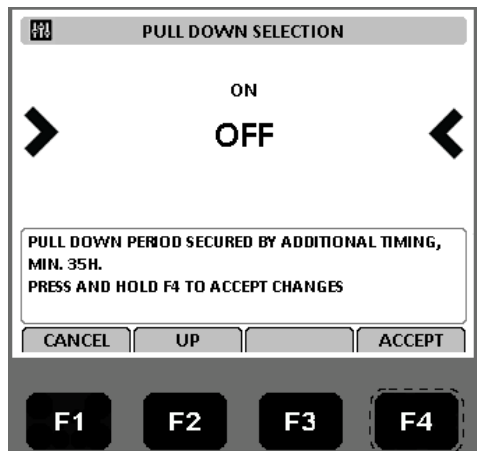 PULL DOWN SELECTION
ON
OFF
PULL DOWN PERIOD SECURED BY ADDITIONAL TIMING,
MIN. 35H.
PRESS AND HOLD F4 TO ACCEPT CHANGES
CANCEL UP ACCEPT
F1 F2 F3 F4